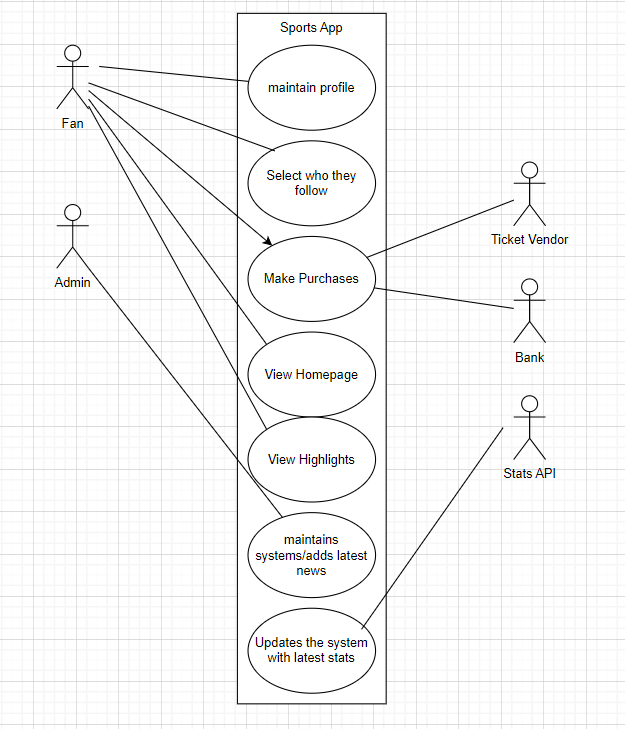 Sports App
maintain profile
Fan
Select who they
follow
Ticket Vendor
Admin
Make Purchases
Bank
View Homepage
View Highlights
Stats API
maintains
systems/adds latest
news
Updates the system
with latest stats